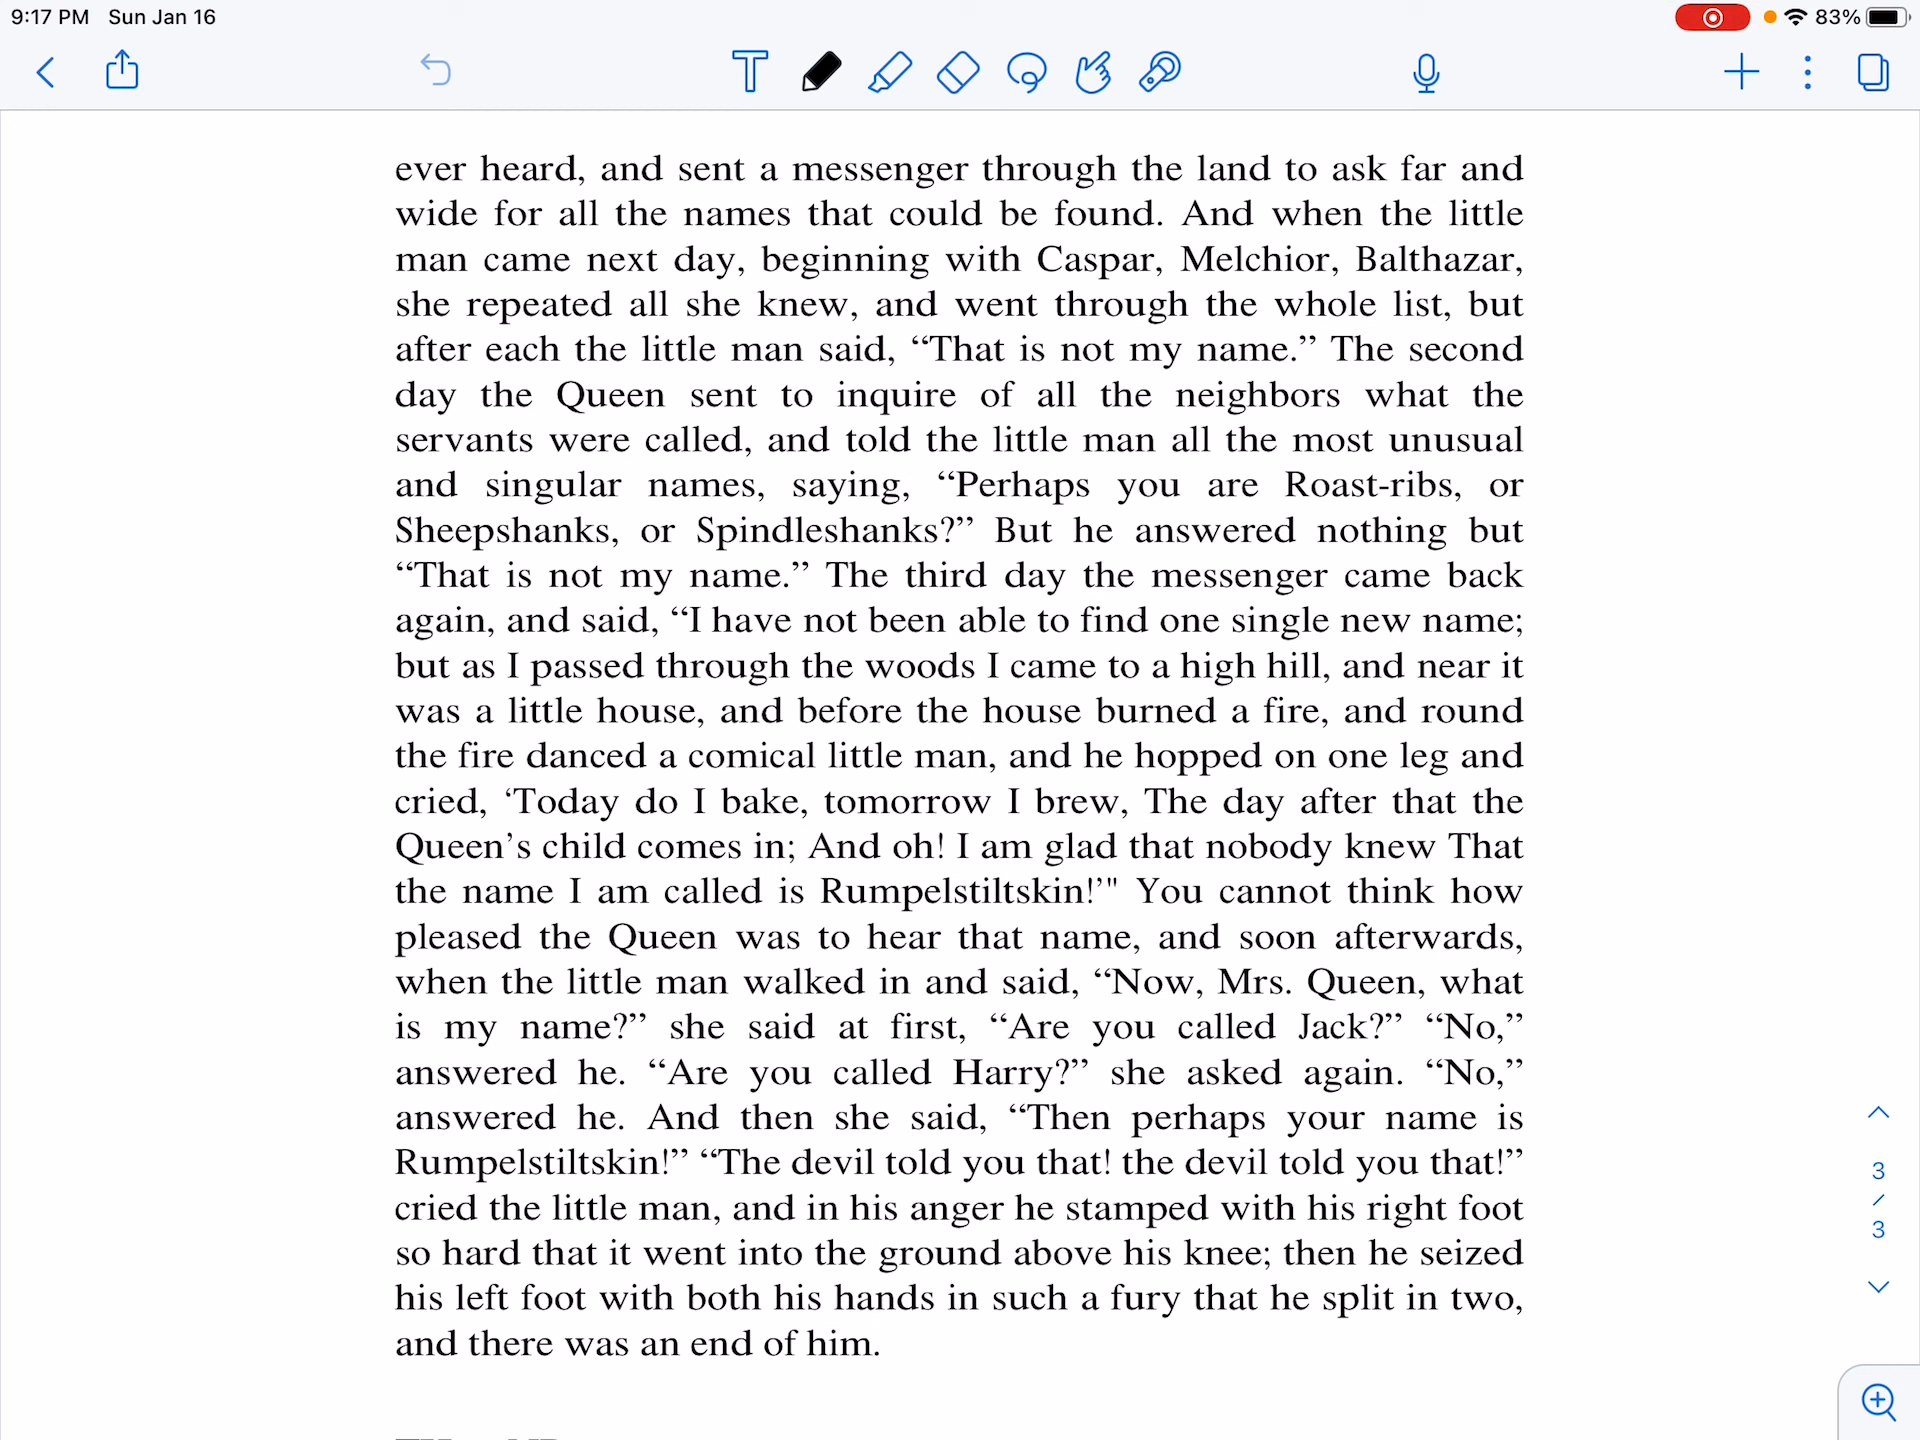 9:17 PM Sun Jan 16
83%
ever heard, and sent a messenger through the land to ask far and
wide for all the names that could be found. And when the little
man came next day, beginning with Caspar, Melchior, Balthazar,
she repeated all she knew, and went through the whole list, but
after each the little man said, “That is not my name.” The second
day the Queen sent to inquire of all the neighbors what the
servants were called, and told the little man all the most unusual
and singular names, saying, “Perhaps you are Roast-ribs, or
Sheepshanks, or Spindleshanks?” But he answered nothing but
“That is not my name.” The third day the messenger came back
again, and said, “I have not been able to find one single new name;
but as I passed through the woods I came to a high hill, and near it
was a little house, and before the house burned a fire, and round
the fire danced a comical little man, and he hopped on one leg and
cried, ‘Today do I bake, tomorrow I brew, The day after that the
Queen’s child comes in; And oh! I am glad that nobody knew That
the name I am called is Rumpelstiltskin!’" You cannot think how
pleased the Queen was to hear that name, and soon afterwards,
when the little man walked in and said, “Now, Mrs. Queen, what
is my name?” she said at first, “Are you called Jack?” “No,”
answered he. “Are you called Harry?” she asked again. “No,”
answered he. And then she said, “Then perhaps your name is
Rumpelstiltskin!” “The devil told you that! the devil told you that!”
cried the little man, and in his anger he stamped with his right foot
so hard that it went into the ground above his knee; then he seized
his left foot with both his hands in such a fury that he split in two,
and there was an end of him.
3
/
3